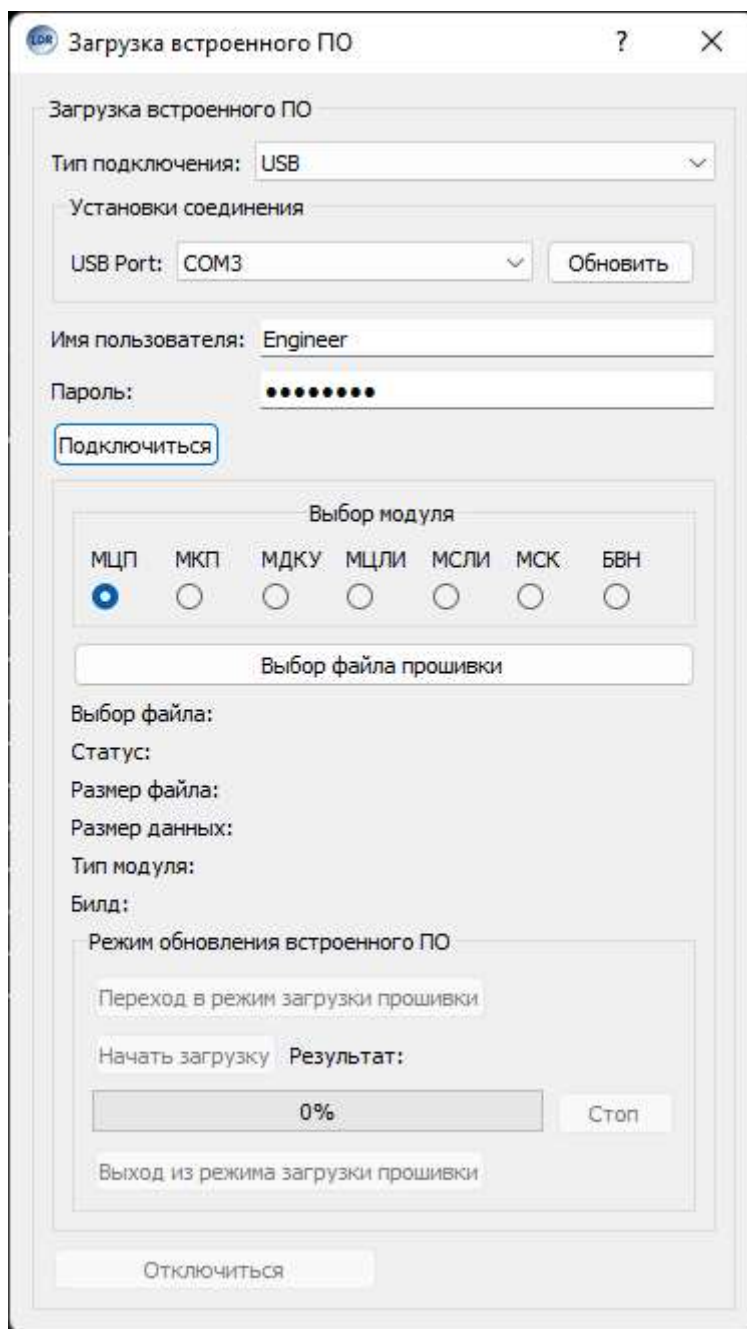 LDR Загрузка встроенного ПО ? ×
Загрузка встроенного ПО
Тип подключения: USB
Установки соединения
USB Port: COM3 Обновить
Имя пользователя: Engineer
Пароль: ●●●●●●●●
Подключиться
Выбор модуля
МЦП МКП МДКУ МЦЛИ МСЛИ МСК БВН
Выбор файла прошивки
Выбор файла:
Статус:
Размер файла:
Размер данных:
Тип модуля:
Билд:
Режим обновления встроенного ПО
Переход в режим загрузки прошивки
Начать загрузку Результат:
0% Стоп
Выход из режима загрузки прошивки
Отключиться